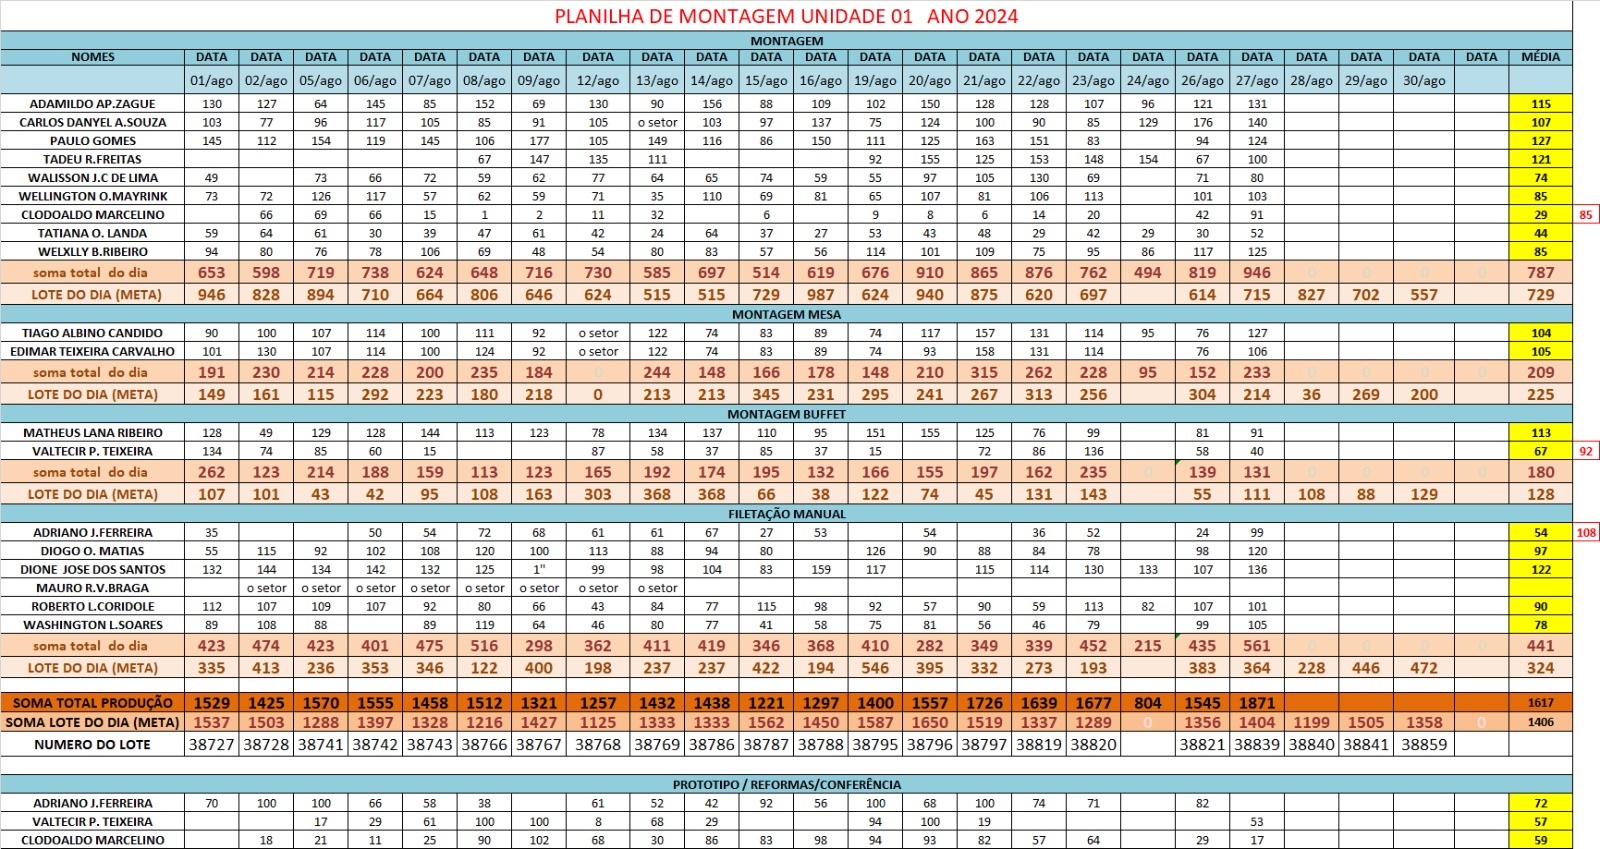 PLANILHA DE MONTAGEM UNIDADE 01 ANO 2024
MONTAGEM
NOMES DATA DATA DATA DATA DATA DATA DATA DATA DATA DATA DATA DATA DATA DATA DATA DATA DATA DATA DATA DATA DATA DATA DATA DATA MÉDIA
01/ago 02/ago 05/ago 06/ago 07/ago 08/ago 09/ago 12/ago 13/ago 14/ago 15/ago 16/ago 19/ago 20/ago 21/ago 22/ago 23/ago 24/ago 26/ago 27/ago 28/ago 29/ago 30/ago
ADAMILDO AP.ZAGUE 130 127 64 145 85 152 69 130 90 156 88 109 102 150 128 128 107 96 121 131 115
CARLOS DANYEL A.SOUZA 103 77 96 117 105 85 91 105 o setor 103 97 137 75 124 100 90 85 129 176 140 107
PAULO GOMES 145 112 154 119 145 106 177 105 149 116 86 150 111 125 163 151 83 94 124 127
TADEU R.FREITAS 67 147 135 111 92 155 125 153 148 154 67 100 121
WALISSON J.C DE LIMA 49 73 66 72 59 62 77 64 65 74 59 55 97 105 130 69 71 80 74
WELLINGTON O.MAYRINK 73 72 126 117 57 62 59 71 35 110 69 81 65 107 81 106 113 101 103 85
CLODOALDO MARCELINO 66 69 66 15 1 2 11 32 6 9 8 6 14 20 42 91 29 85
TATIANA O. LANDA 59 64 61 30 39 47 61 42 24 64 37 27 53 43 48 29 42 29 30 52 44
WELXLLY B.RIBEIRO 94 80 76 78 106 69 48 54 80 83 57 56 114 101 109 75 95 86 117 125 85
soma total do dia 653 598 719 738 624 648 716 730 585 697 514 619 676 910 865 876 762 494 819 946 0 0 0 0 787
LOTE DO DIA (META) 946 828 894 710 664 806 646 624 515 515 729 987 624 940 875 620 697 614 715 827 702 557 729
MONTAGEM MESA
TIAGO ALBINO CANDIDO 90 100 107 114 100 111 92 o setor 122 74 83 89 74 117 157 131 114 95 76 127 104
EDIMAR TEIXEIRA CARVALHO 101 130 107 114 100 124 92 o setor 122 74 83 89 74 93 158 131 114 76 106 105
soma total do dia 191 230 214 228 200 235 184 0 244 148 166 178 148 210 315 262 228 95 152 233 0 0 0 0 209
LOTE DO DIA (META) 149 161 115 292 223 180 218 0 213 213 345 231 295 241 267 313 256 304 214 36 269 200 225
MONTAGEM BUFFET
MATHEUS LANA RIBEIRO 128 49 129 128 144 113 123 78 134 137 110 95 151 155 125 76 99 81 91 113
VALTECIR P. TEIXEIRA 134 74 85 60 15 87 58 37 85 37 15 72 86 136 58 40 67 92
soma total do dia 262 123 214 188 159 113 123 165 192 174 195 132 166 155 197 162 235 0 139 131 0 0 0 0 180
LOTE DO DIA (META) 107 101 43 42 95 108 163 303 368 368 66 38 122 74 45 131 143 55 111 108 88 129 128
FILETAÇÃO MANUAL
ADRIANO J.FERREIRA 35 50 54 72 68 61 61 67 27 53 54 36 52 24 99 54 108
DIOGO O. MATIAS 55 115 92 102 108 120 100 113 88 94 80 126 90 88 84 78 98 120 97
DIONE JOSE DOS SANTOS 132 144 134 142 132 125 1" 99 98 104 83 159 117 115 114 130 133 107 136 122
MAURO R.V.BRAGA o setor o setor o setor o setor o setor o setor o setor o setor
ROBERTO L.CORIDOLE 112 107 109 107 92 80 66 43 84 77 115 98 92 57 90 59 113 82 107 101 90
WASHINGTON L.SOARES 89 108 88 89 119 64 46 80 77 41 58 75 81 56 46 79 99 105 78
soma total do dia 423 474 423 401 475 516 298 362 411 419 346 368 410 282 349 339 452 215 435 561 0 0 0 0 441
LOTE DO DIA (META) 335 413 236 353 346 122 400 198 237 237 422 194 546 395 332 273 193 383 364 228 446 472 324
SOMA TOTAL PRODUÇÃO 1529 1425 1570 1555 1458 1512 1321 1257 1432 1438 1221 1297 1400 1557 1726 1639 1677 804 1545 1871 1617
SOMA LOTE DO DIA (META) 1537 1503 1288 1397 1328 1216 1427 1125 1333 1333 1562 1450 1587 1650 1519 1337 1289 0 1356 1404 1199 1505 1358 0 1406
NUMERO DO LOTE 38727 38728 38741 38742 38743 38766 38767 38768 38769 38786 38787 38788 38795 38796 38797 38819 38820 38821 38839 38840 38841 38859
PROTOTIPO / REFORMAS/CONFERÊNCIA
ADRIANO J.FERREIRA 70 100 100 66 58 38 61 52 42 92 56 100 68 100 74 71 82 72
VALTECIR P. TEIXEIRA 17 29 61 100 100 8 68 29 94 100 19 53 57
CLODOALDO MARCELINO 18 21 11 25 90 102 68 30 86 83 98 94 93 82 57 64 29 17 59